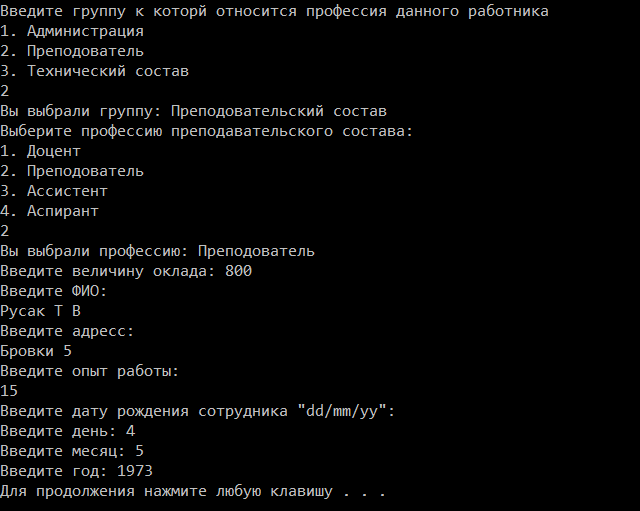 Введите группу к которй относится профессия данного работника
1. Администрация
2. Преподователь
3. Технический состав
2
Вы выбрали группу: Преподовательский состав
Выберите профессию преподавательского состава:
1. Доцент
2. Преподователь
3. Ассистент
4. Аспирант
2
Вы выбрали профессию: Преподователь
Введите величину оклада: 800
Введите ФИО:
Русак Т В
Введите адресс:
Бровки 5
Введите опыт работы:
15
Введите дату рождения сотрудника "dd/mm/yy":
Введите день: 4
Введите месяц: 5
Введите год: 1973
Для продолжения нажмите любую клавишу . . .